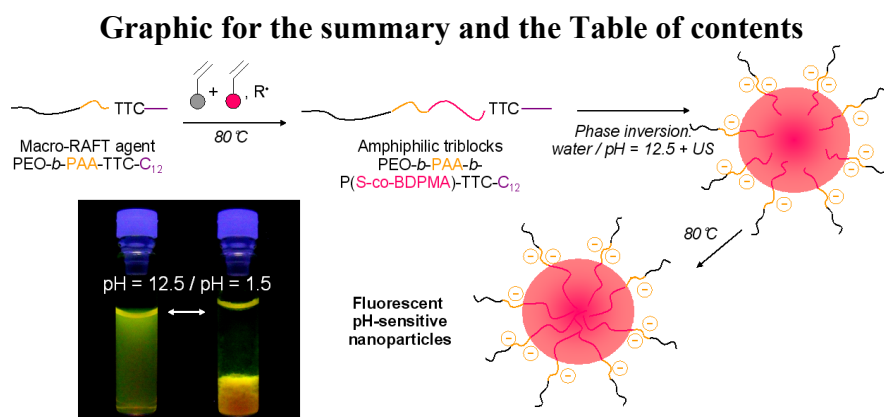 Graphic for the summary and the Table of contents
TTC
+
, R•
80°C
TTC
Macro-RAFT agent
PEO-b-PAA-TTC-C12
Amphiphilic triblocks
PEO-b-PAA-b-
P(S-co-BDPMA)-TTC-C12
Phase inversion:
water / pH = 12.5 + US
80°C
pH = 12.5 / pH = 1.5
Fluorescent
pH-sensitive
nanoparticles